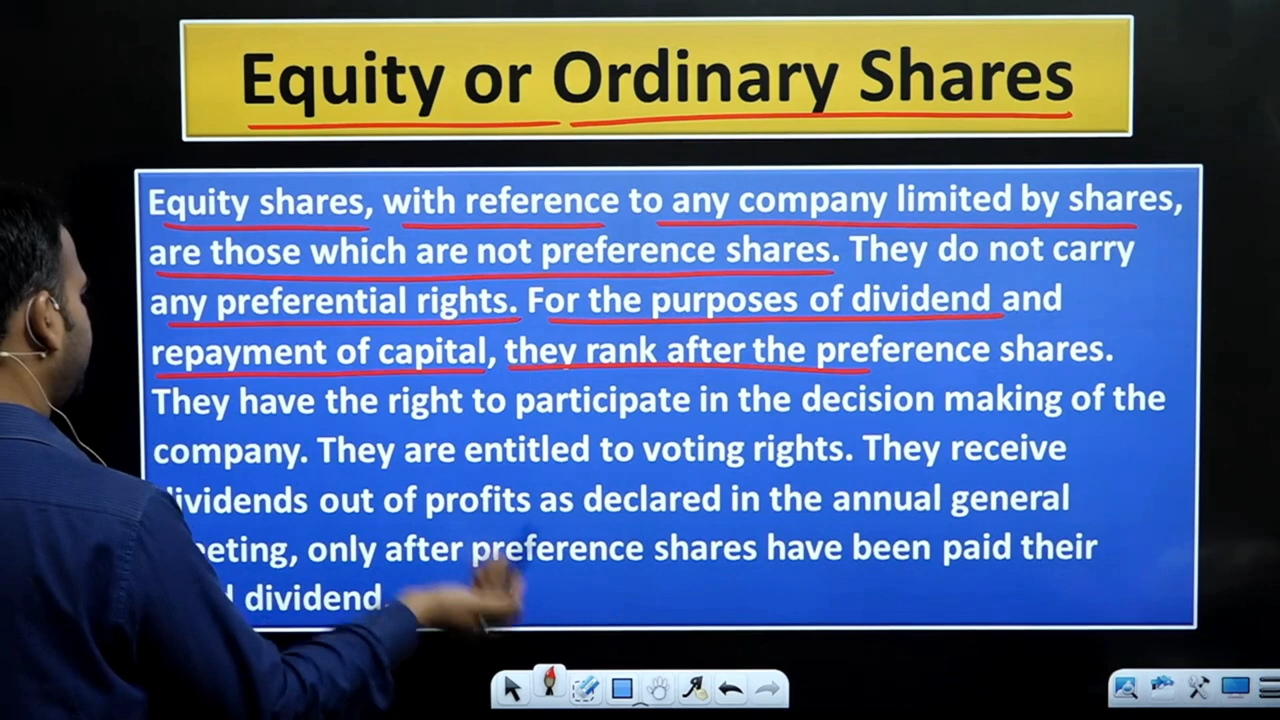 Equity or Ordinary Shares
Equity shares, with reference to any company limited by shares,
are those which are not preference shares. They do not carry
any preferential rights. For the purposes of dividend and
repayment of capital, they rank after the preference shares.
They have the right to participate in the decision making of the
company. They are entitled to voting rights. They receive
dividends out of profits as declared in the annual general
meeting, only after preference shares have been paid their
dividend